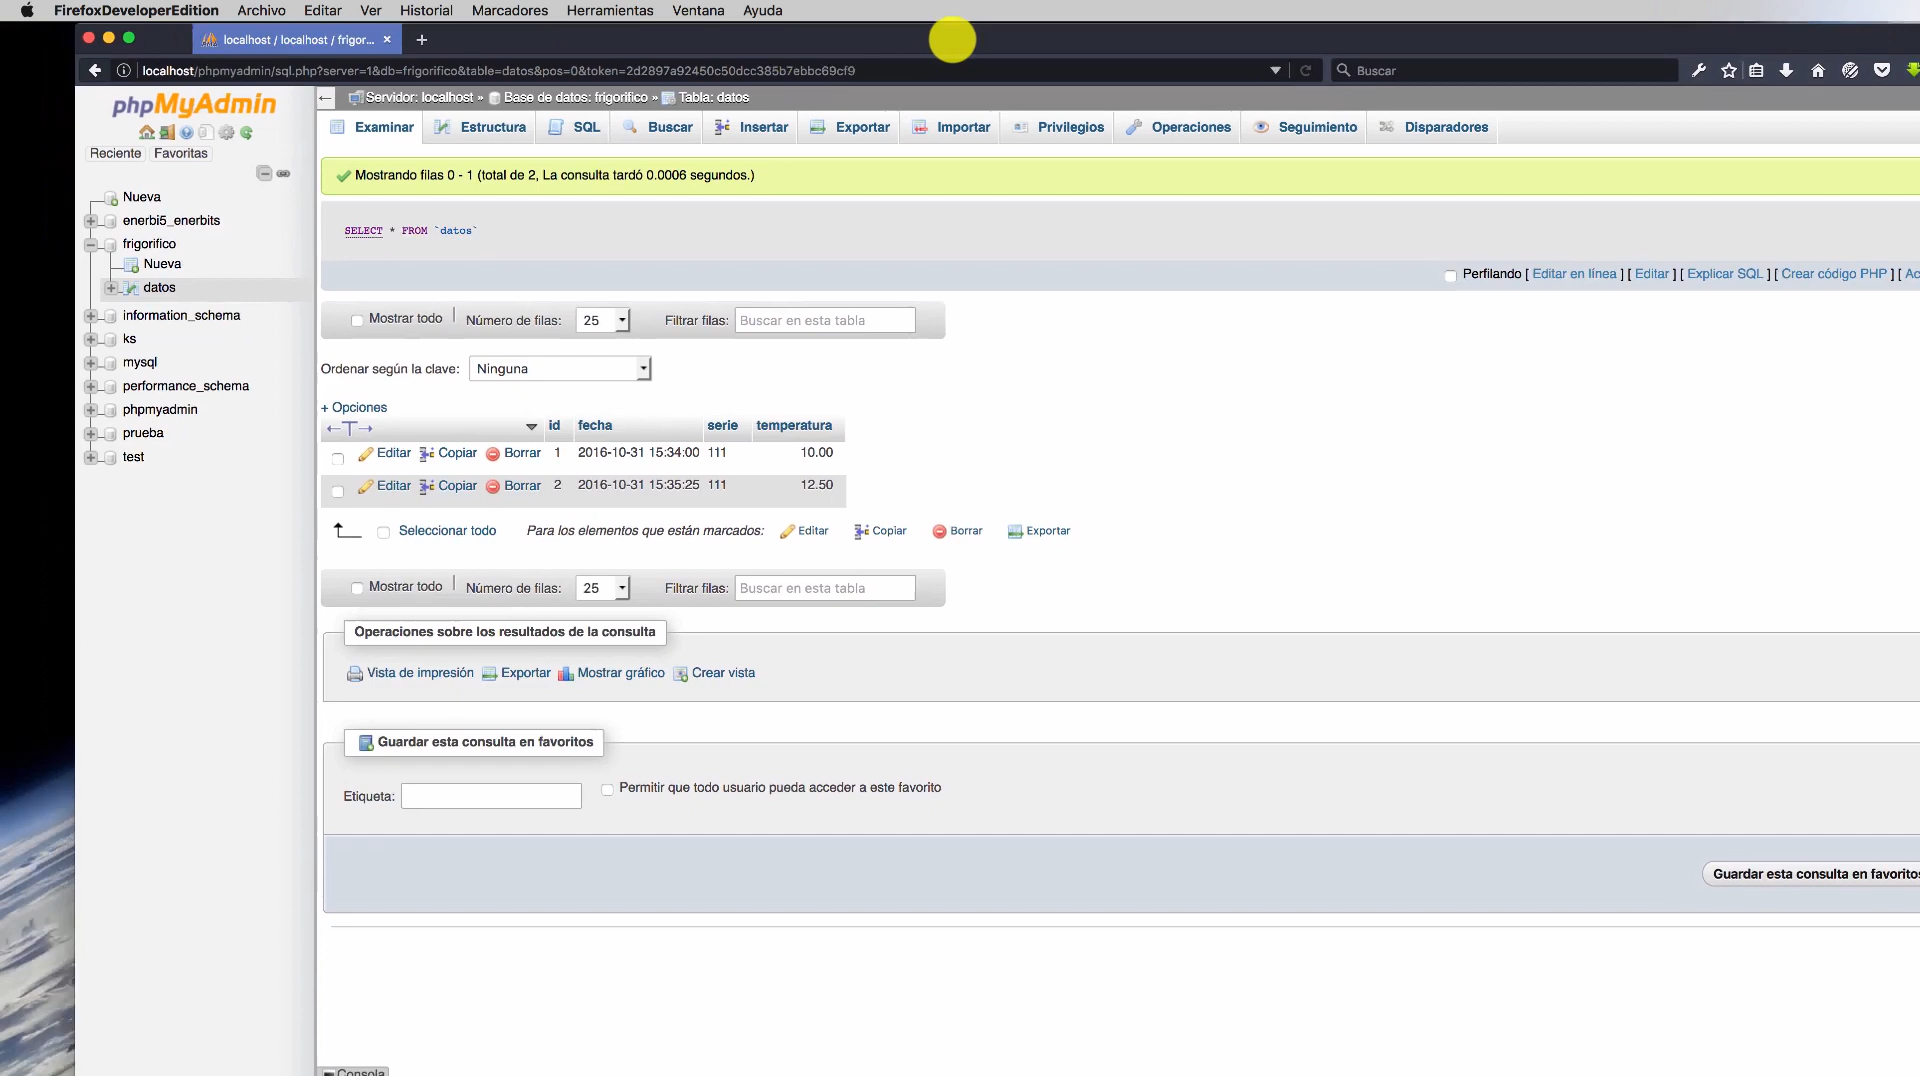 FirefoxDeveloperEdition Archivo Editar Ver Historial Marcadores Herramientas Ventana Ayuda
localhost / localhost / frigor...
localhost/phpmyadmin/sql.php?server=1&db=frigorifico&table=datos&pos=0&token=2d2897a92450c50dcc385b7ebbc69cf9
Buscar
phpMyAdmin
Reciente Favoritas
Nueva
enerbi5_enerbits
frigorifico
Nueva
datos
information_schema
ks
mysql
performance_schema
phpmyadmin
prueba
test
Servidor: localhost » Base de datos: frigorifico » Tabla: datos
Examinar Estructura SQL Buscar Insertar Exportar Importar Privilegios Operaciones Seguimiento Disparadores
Mostrando filas 0 - 1 (total de 2, La consulta tardó 0.0006 segundos.)
SELECT * FROM `datos`
Perfilando [ Editar en línea ] [ Editar ] [ Explicar SQL ] [ Crear código PHP ] [ Ac
Mostrar todo Número de filas: 25 Filtrar filas: Buscar en esta tabla
Ordenar según la clave: Ninguna
+ Opciones
id fecha serie temperatura
Editar Copiar Borrar 1 2016-10-31 15:34:00 111 10.00
Editar Copiar Borrar 2 2016-10-31 15:35:25 111 12.50
Seleccionar todo Para los elementos que están marcados: Editar Copiar Borrar Exportar
Mostrar todo Número de filas: 25 Filtrar filas: Buscar en esta tabla
Operaciones sobre los resultados de la consulta
Vista de impresión Exportar Mostrar gráfico Crear vista
Guardar esta consulta en favoritos
Etiqueta: Permitir que todo usuario pueda acceder a este favorito
Guardar esta consulta en favoritos
Consola